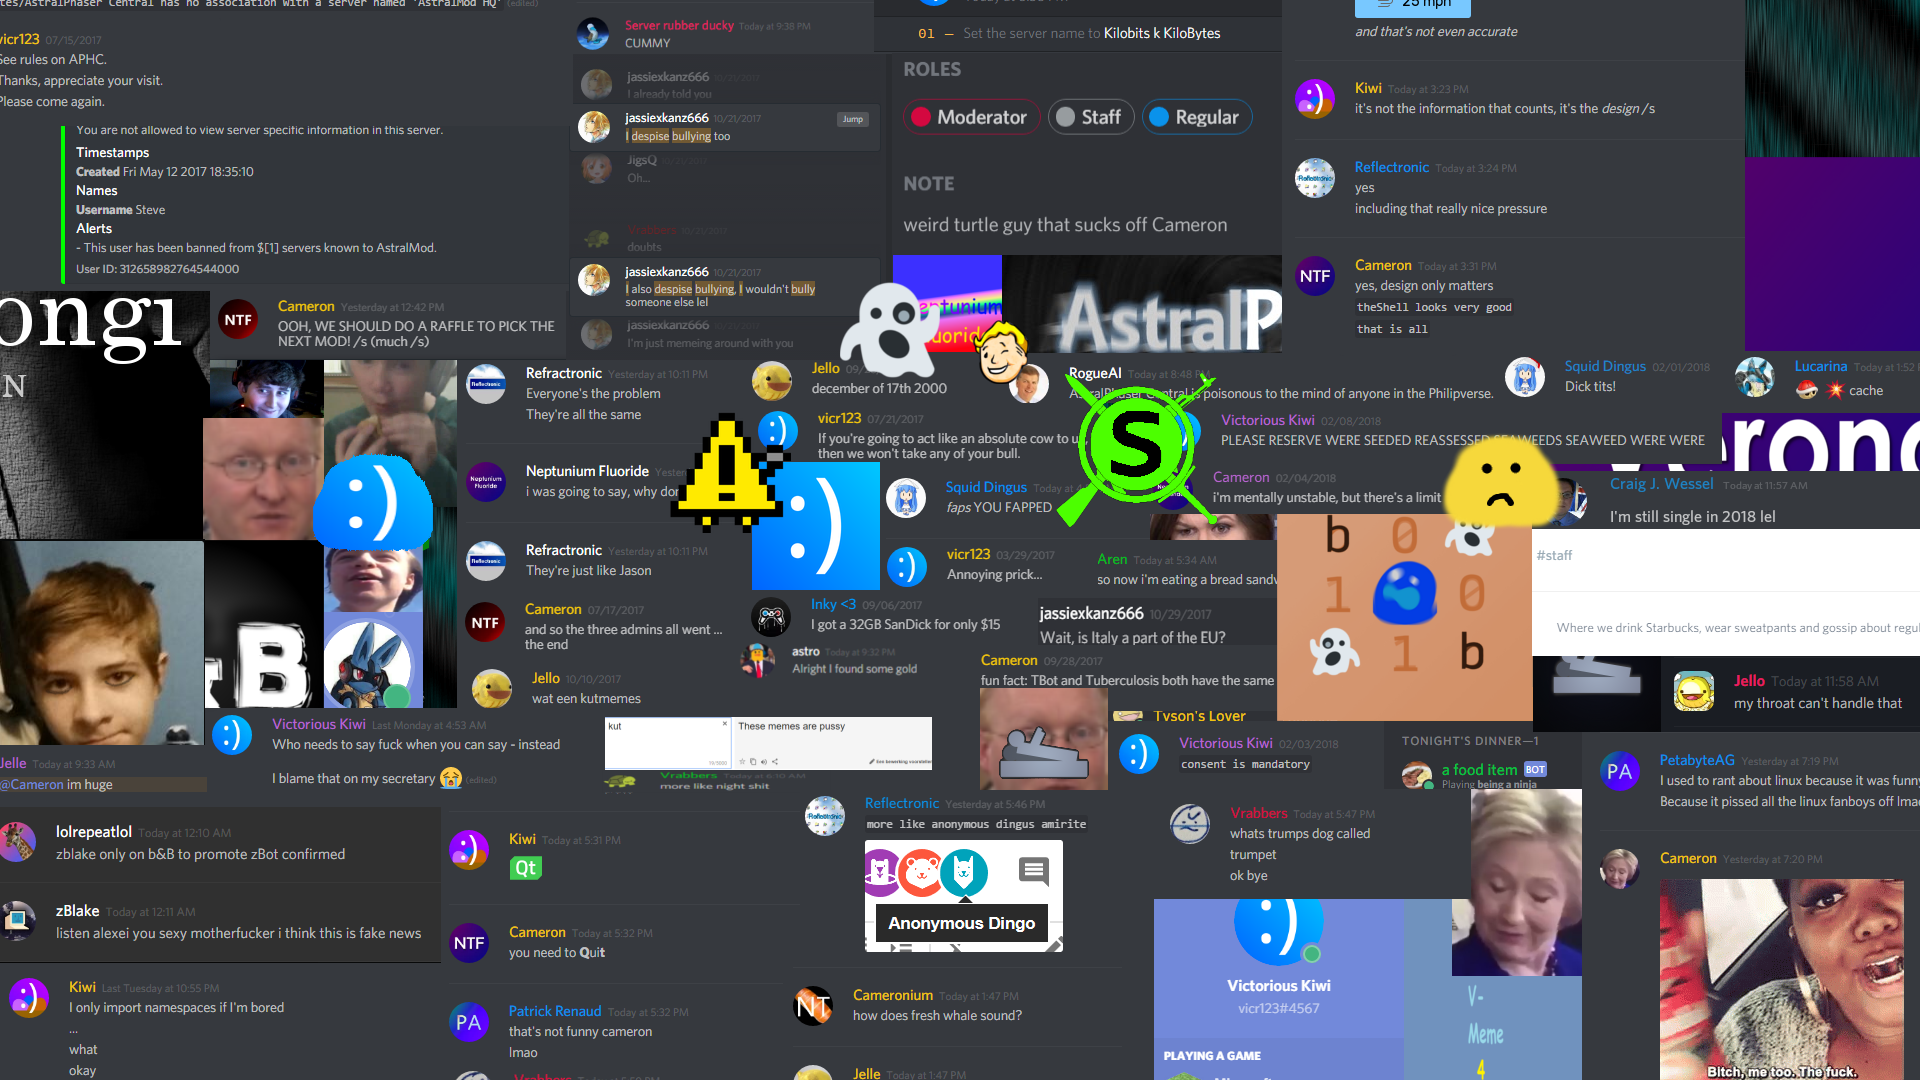 tes/AstralPhaser Central has no association with a server named 'AstralMod HQ' (edited)
vicr123 07/15/2017
See rules on APHC.
Thanks, appreciate your visit.
Please come again.
You are not allowed to view server specific information in this server.
Timestamps
Created Fri May 12 2017 18:35:10
Names
Username Steve
Alerts
- This user has been banned from $[1] servers known to AstralMod.
User ID: 312658982764544000
Server rubber ducky Today at 9:38 PM
CUMMY
jassiexkanz666 10/21/2017
I already told you
jassiexkanz666 10/21/2017
Jump
I despise bullying too
JigsQ 10/21/2017
Oh...
Vrabbers 10/21/2017
doubts
jassiexkanz666 10/21/2017
I also despise bullying, I wouldn't bully
someone else lel
jassiexkanz666
I'm just memeing around with you
01 — Set the server name to Kilobits k KiloBytes
ROLES
Moderator Staff Regular
NOTE
weird turtle guy that sucks off Cameron
25 mph
and that's not even accurate
Kiwi Today at 3:23 PM
it's not the information that counts, it's the design /s
Reflectronic Today at 3:24 PM
yes
including that really nice pressure
NTF
Cameron Today at 3:31 PM
yes, design only matters
theShell looks very good
that is all
ongı
N
NTF
Cameron Yesterday at 12:42 PM
OOH, WE SHOULD DO A RAFFLE TO PICK THE
NEXT MOD! /s (much /s)
eptunium
uorid
AstralP
Refractronic Yesterday at 10:11 PM
Everyone's the problem
They're all the same
Neptunium Fluoride
Neptunium Fluoride Yester
i was going to say, why don
Refractronic Yesterday at 10:11 PM
They're just like Jason
NTF
Cameron 07/17/2017
and so the three admins all went ...
the end
Jello 10/10/2017
wat een kutmemes
Jello 09/
december of 17th 2000
:)
vicr123 07/21/2017
If you're going to act like an absolute cow to u
then we won't take any of your bull.
RogueAI Today at 8:48 PM
AstralPhaser Central is poisonous to the mind of anyone in the Philipverse.
S
Squid Dingus 02/01/2018
Dick tits!
Lucarina Today at 1:52
cache
Victorious Kiwi 02/08/2018
PLEASE RESERVE WERE SEEDED REASSESSED SEAWEEDS SEAWEED WERE WERE
erono
Squid Dingus Today at 4
faps YOU FAPPED
Cameron 02/04/2018
i'm mentally unstable, but there's a limit
Craig J. Wessel Today at 11:57 AM
I'm still single in 2018 lel
:)
:)
:)
vicr123 03/29/2017
Annoying prick...
Aren Today at 5:34 AM
so now i'm eating a bread sandw
b 0
1 0
1 b
#staff
Where we drink Starbucks, wear sweatpants and gossip about regul
Inky <3 09/06/2017
I got a 32GB SanDick for only $15
astro Today at 9:32 PM
Alright I found some gold
jassiexkanz666 10/29/2017
Wait, is Italy a part of the EU?
Cameron 09/28/2017
fun fact: TBot and Tuberculosis both have the same
Tyson's Lover
-B
Jello Today at 11:58 AM
my throat can't handle that
:)
Victorious Kiwi Last Monday at 4:53 AM
Who needs to say fuck when you can say - instead
I blame that on my secretary (edited)
Jelle Today at 9:33 AM
@Cameron im huge
kut
These memes are pussy
Vrabbers Today at 6:10 AM
more like night shit
:)
Victorious Kiwi 02/03/2018
consent is mandatory
TONIGHT'S DINNER—1
a food item BOT
Playing being a ninja
PA
PetabyteAG Yesterday at 7:19 PM
I used to rant about linux because it was funny
Because it pissed all the linux fanboys off lmao
lolrepeatlol Today at 12:10 AM
zblake only on b&B to promote zBot confirmed
zBlake Today at 12:11 AM
listen alexei you sexy motherfucker i think this is fake news
:)
Kiwi Last Tuesday at 10:55 PM
I only import namespaces if I'm bored
...
what
okay
:)
Kiwi Today at 5:31 PM
Qt
NTF
Cameron Today at 5:32 PM
you need to Quit
PA
Patrick Renaud Today at 5:32 PM
that's not funny cameron
lmao
Vrabbers Today at 5:50 PM
Reflectronic Yesterday at 5:46 PM
more like anonymous dingus amirite
Anonymous Dingo
NT
Cameronium Today at 1:47 PM
how does fresh whale sound?
Jelle Today at 1:47 PM
Vrabbers Today at 5:47 PM
whats trumps dog called
trumpet
ok bye
:)
Victorious Kiwi
vicr123#4567
PLAYING A GAME
V-
Meme
4
Cameron Yesterday at 7:20 PM
Bitch, me too. The fuck.